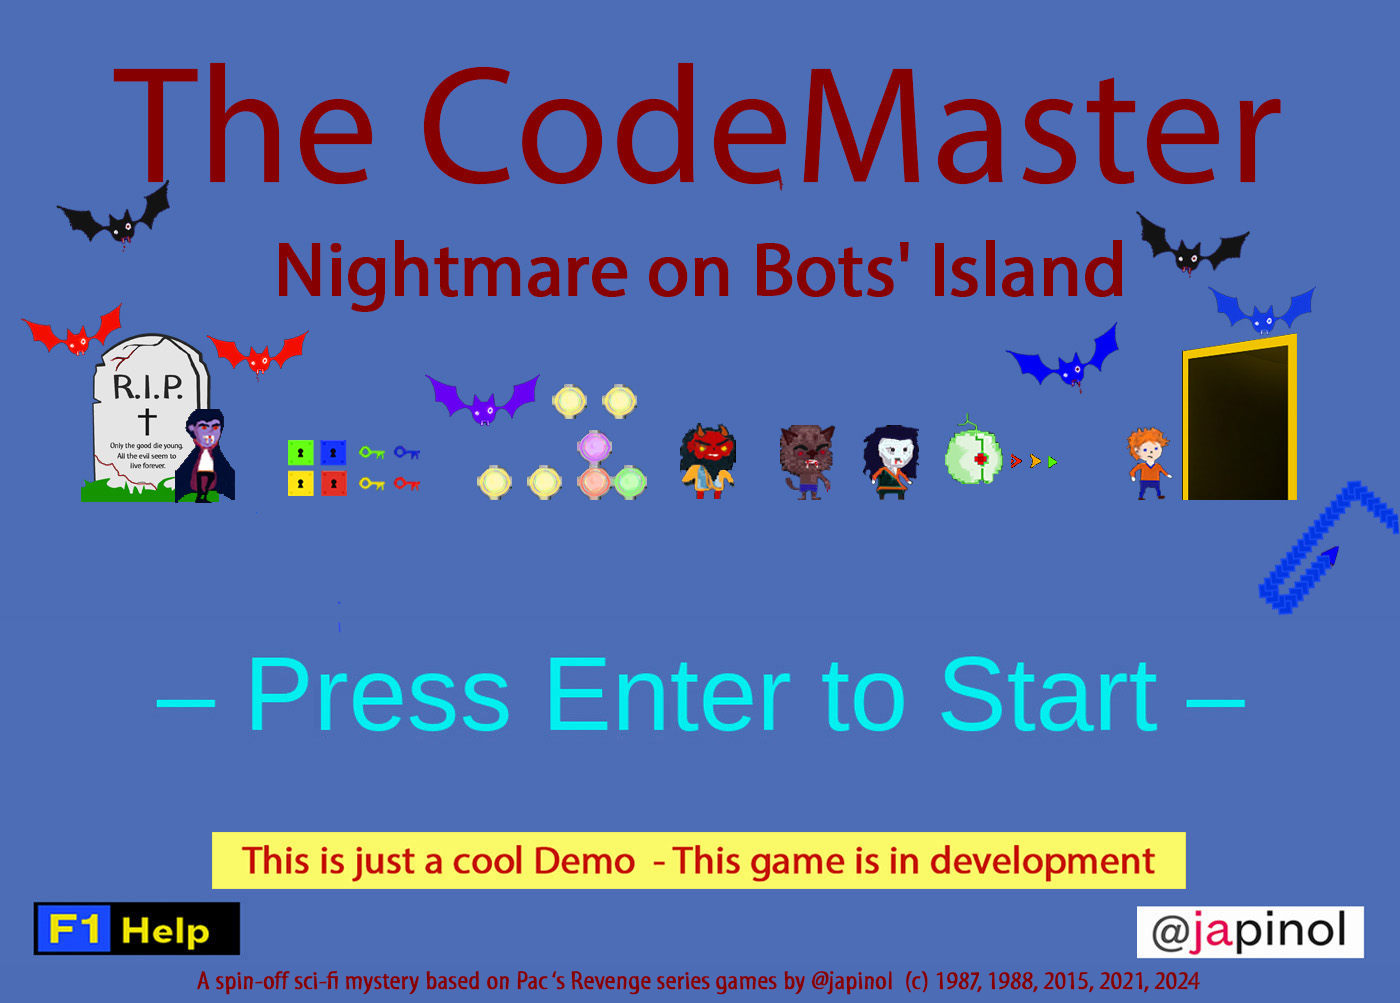 The CodeMaster
Nightmare on Bots' Island
R.I.P.
Only the good die young.
All the evil seem to
live forever.
– Press Enter to Start –
This is just a cool Demo - This game is in development
F1 Help
@japinol
A spin-off sci-fi mystery based on Pac‘s Revenge series games by @japinol (c) 1987, 1988, 2015, 2021, 2024